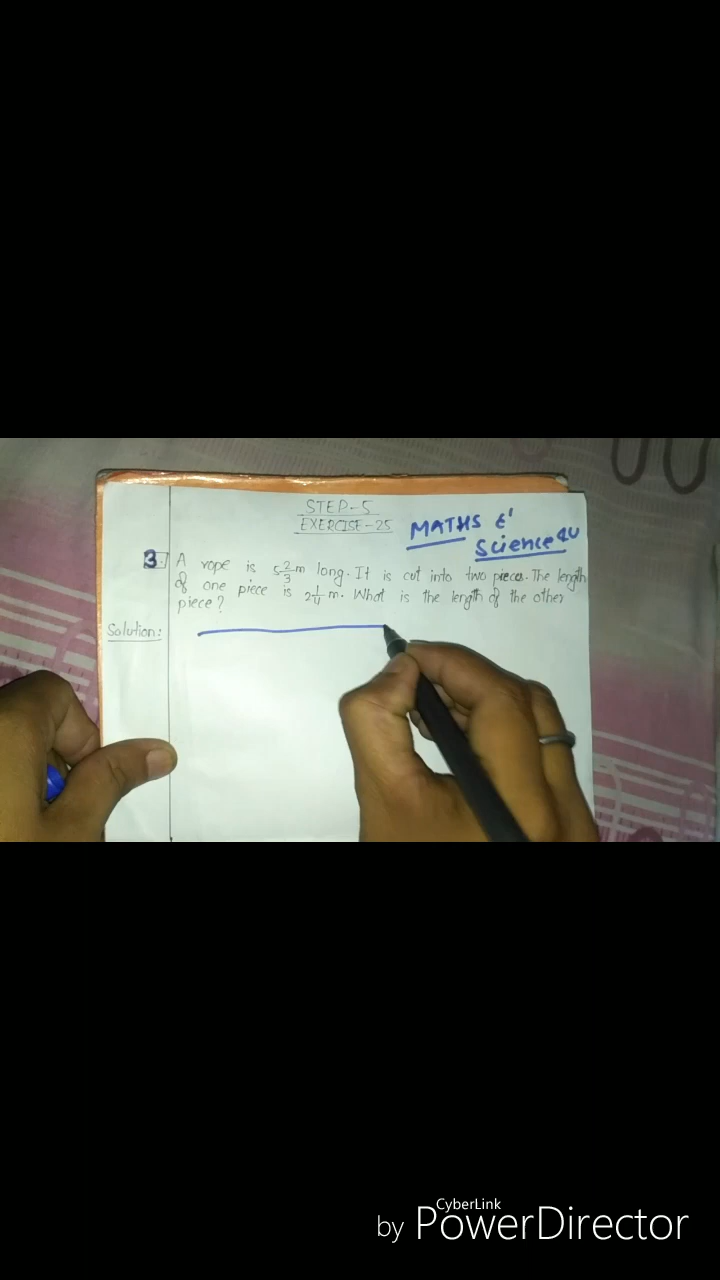 STEP-5
EXERCISE-25
MATHS &
Science4U
3. A rope is 5 2/3 m long. It is cut into two pieces. The length
of one piece is 2 1/4 m. What is the length of the other
piece?
Solution:
CyberLink
by PowerDirector